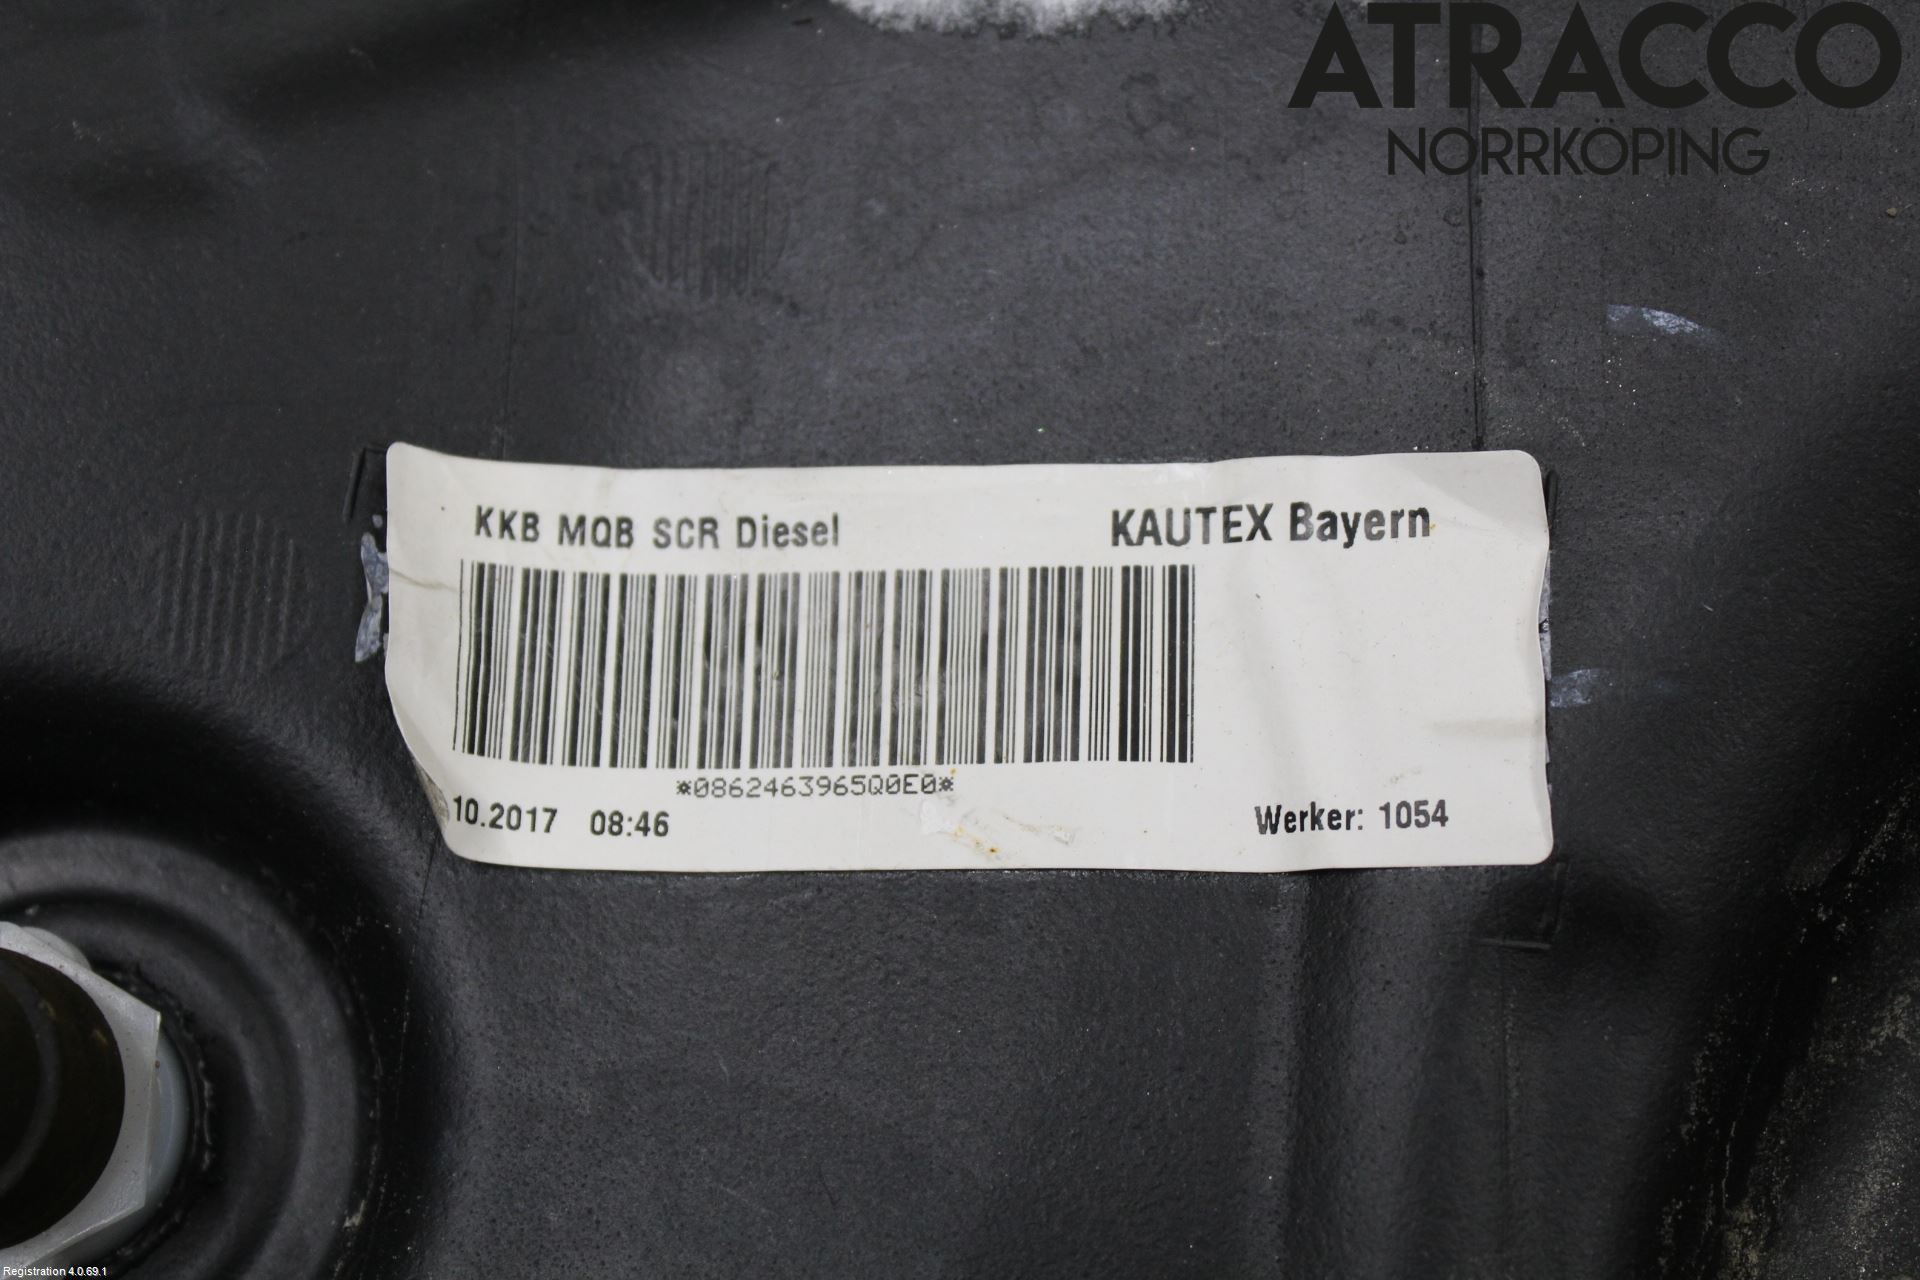 ATRACCO
NORRKÖPING
KKB MQB SCR Diesel
KAUTEX Bayern
*0862463965Q0E0*
10.2017 08:46
Werker: 1054
Registration 4.0.69.1